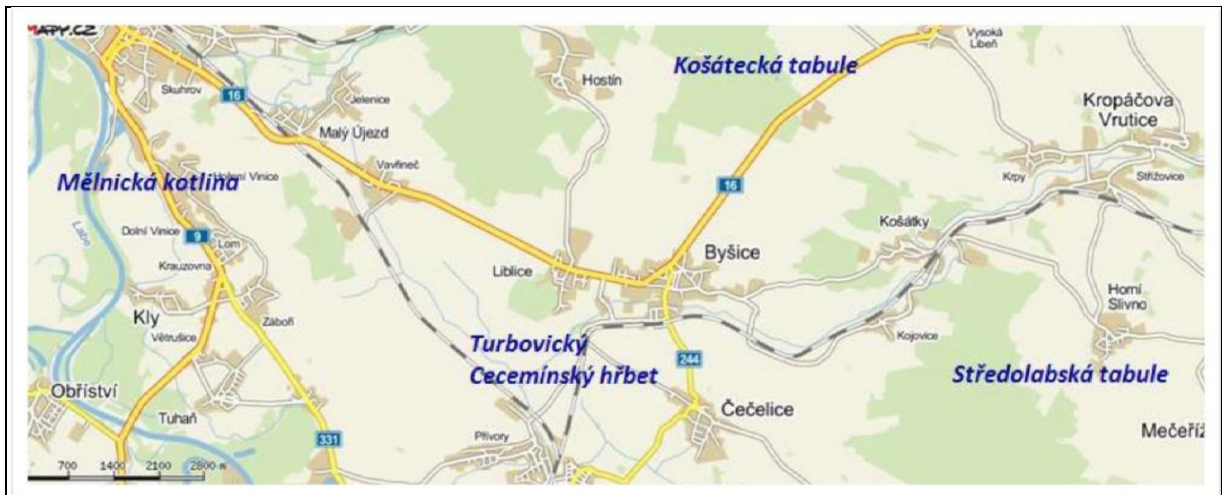 MAPY.CZ
Košátecká tabule
Vysoká
Libeň
Hostín
Skuhrov
16
Jelenice
Malý Újezd
Kropáčova
Vrutice
Vavřineč
Mělnická kotlina
Hořejní Vinice
16
Krpy
Střížovice
Labe
Dolní Vinice
9
Lom
Košátky
Krauzovna
Liblice
Byšice
Horní
Slivno
Kly
Záboří
Větrušice
Turbovický
Cecemínský hřbet
Kojovice
244
Středolabská tabule
Obříství
Tuhaň
Čečelice
331
Přívory
Mečeříž
700 1400 2100 2800 m